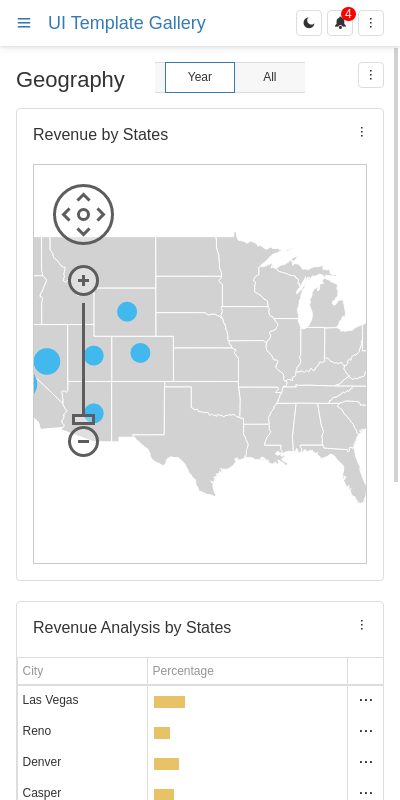 UI Template Gallery
4
Geography
Year
All
Revenue by States
Revenue Analysis by States
City
Percentage
Las Vegas
Reno
Denver
Casper